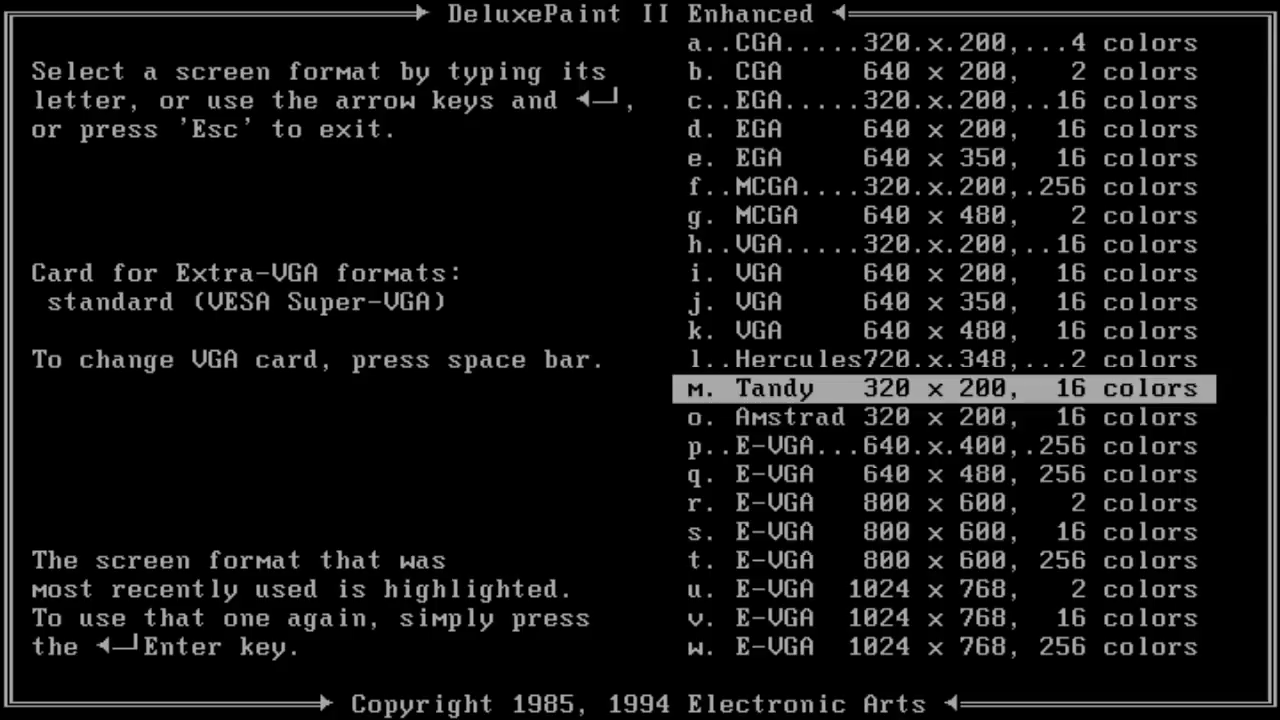 DeluxePaint II Enhanced
Select a screen format by typing its
letter, or use the arrow keys and ◄─┘,
or press 'Esc' to exit.
Card for Extra-VGA formats:
standard (VESA Super-VGA)
To change VGA card, press space bar.
The screen format that was
most recently used is highlighted.
To use that one again, simply press
the ◄─┘Enter key.
a..CGA.....320.x.200,...4 colors
b. CGA     640 x 200,   2 colors
c..EGA.....320.x.200,..16 colors
d. EGA     640 x 200,  16 colors
e. EGA     640 x 350,  16 colors
f..MCGA....320.x.200,.256 colors
g. MCGA    640 x 480,   2 colors
h..VGA.....320.x.200,..16 colors
i. VGA     640 x 200,  16 colors
j. VGA     640 x 350,  16 colors
k. VGA     640 x 480,  16 colors
l..Hercules720.x.348,...2 colors
m. Tandy   320 x 200,  16 colors
o. Amstrad 320 x 200,  16 colors
p..E-VGA...640.x.400,.256 colors
q. E-VGA   640 x 480, 256 colors
r. E-VGA   800 x 600,   2 colors
s. E-VGA   800 x 600,  16 colors
t. E-VGA   800 x 600, 256 colors
u. E-VGA  1024 x 768,   2 colors
v. E-VGA  1024 x 768,  16 colors
w. E-VGA  1024 x 768, 256 colors
Copyright 1985, 1994 Electronic Arts